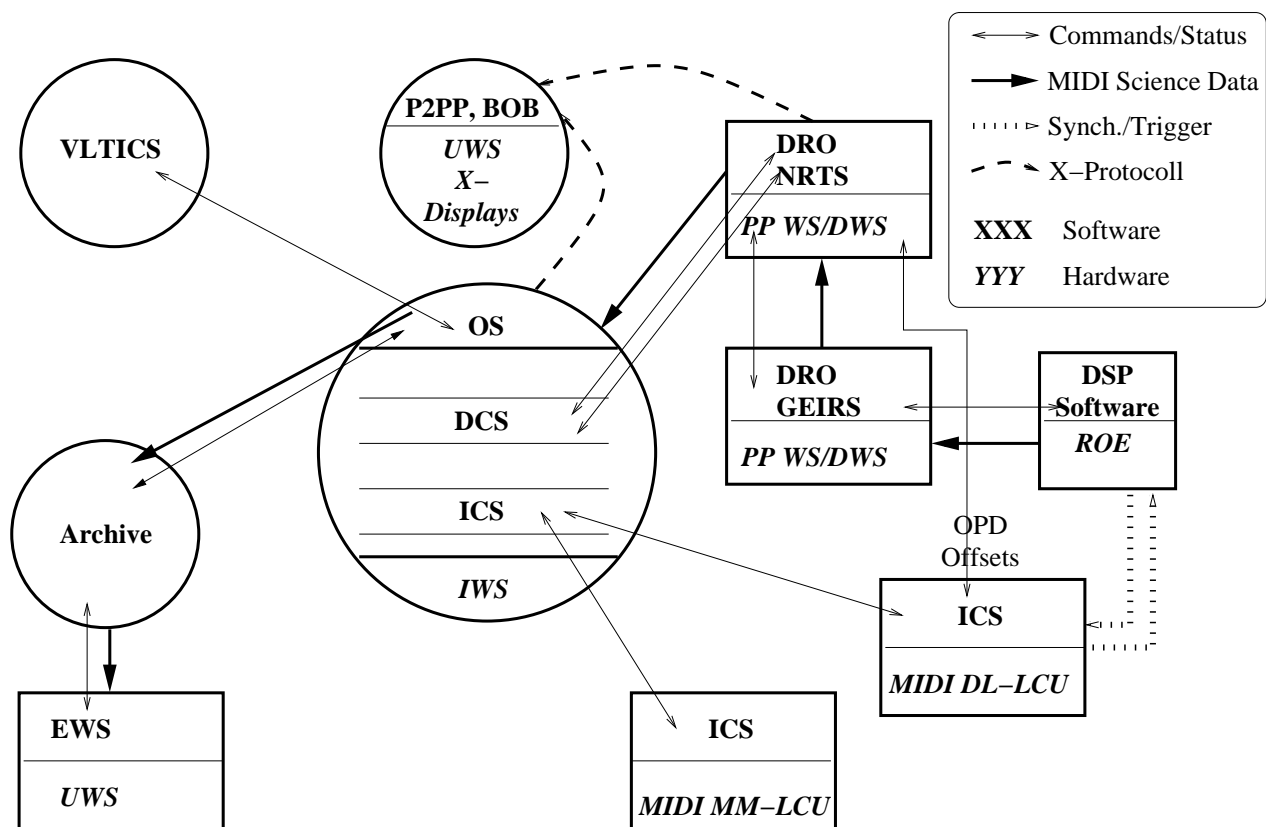 VLTICS
P2PP, BOB
UWS
X−
Displays
DRO
NRTS
PP WS/DWS
Commands/Status
MIDI Science Data
Synch./Trigger
X−Protocoll
XXX Software
YYY Hardware
OS
DCS
ICS
IWS
DRO
GEIRS
PP WS/DWS
DSP
Software
ROE
Archive
OPD
Offsets
ICS
MIDI DL−LCU
EWS
UWS
ICS
MIDI MM−LCU